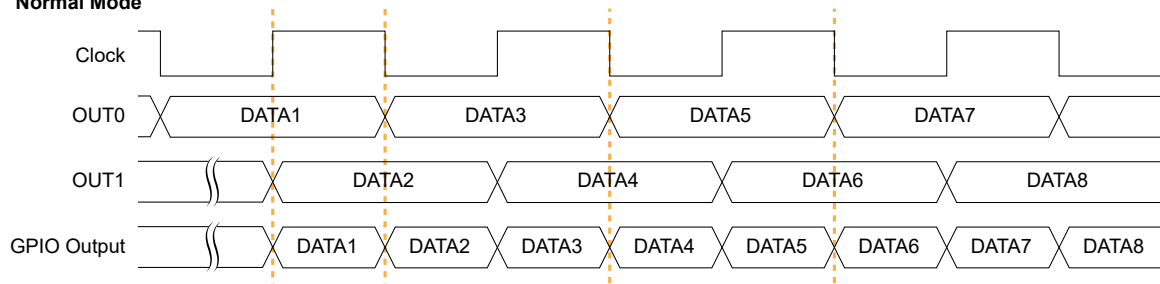 Normal Mode
Clock
OUT0 DATA1 DATA3 DATA5 DATA7
OUT1 DATA2 DATA4 DATA6 DATA8
GPIO Output DATA1 DATA2 DATA3 DATA4 DATA5 DATA6 DATA7 DATA8